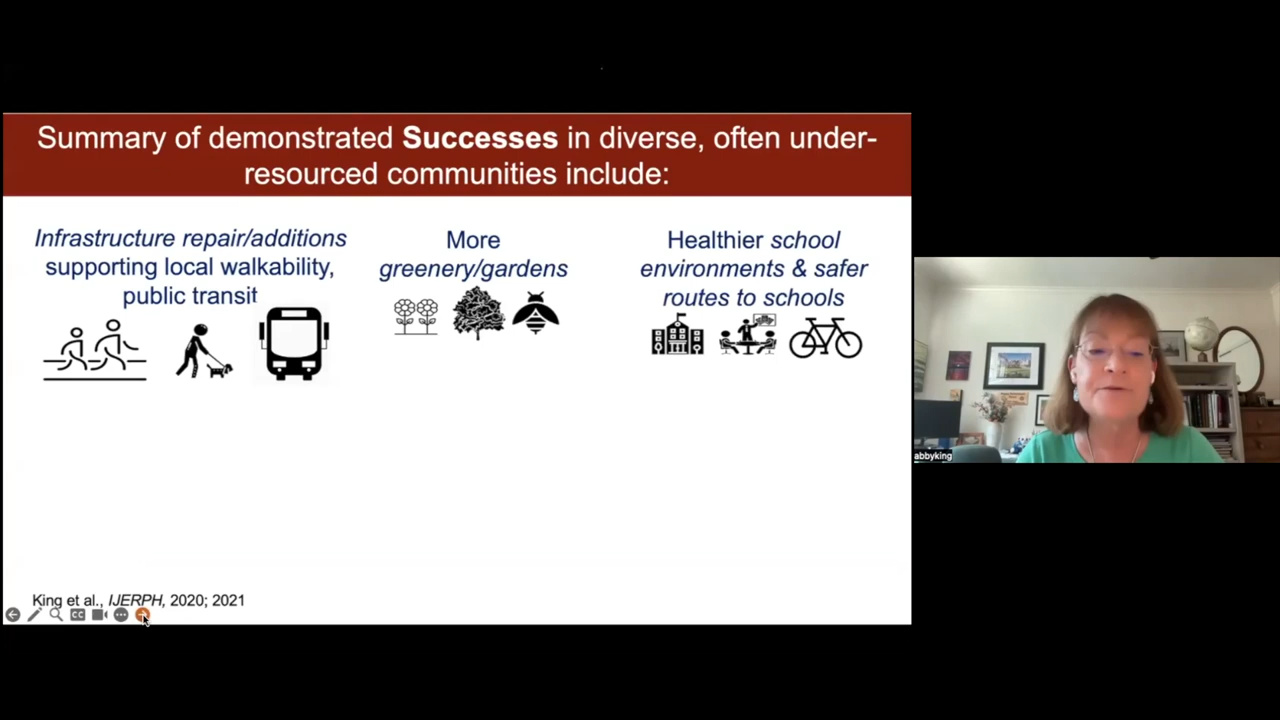 Summary of demonstrated Successes in diverse, often under-
resourced communities include:
Infrastructure repair/additions
supporting local walkability,
public transit
More
greenery/gardens
Healthier school
environments & safer
routes to schools
King et al., IJERPH, 2020; 2021
CC
abbyking